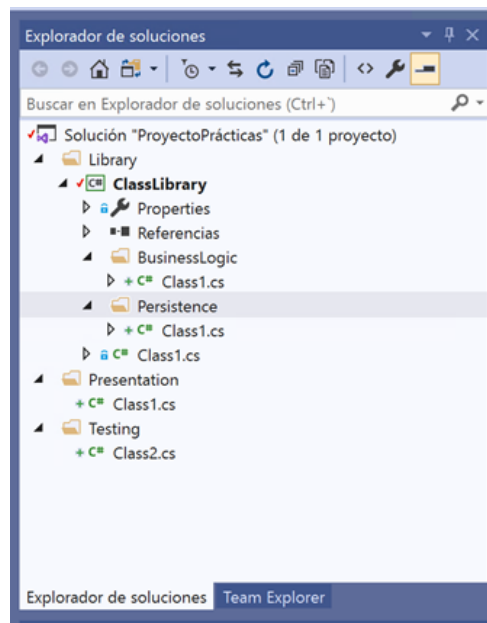 Explorador de soluciones
Buscar en Explorador de soluciones (Ctrl+`)
Solución "ProyectoPrácticas" (1 de 1 proyecto)
Library
C# ClassLibrary
Properties
Referencias
BusinessLogic
+ C# Class1.cs
Persistence
+ C# Class1.cs
C# Class1.cs
Presentation
+ C# Class1.cs
Testing
+ C# Class2.cs
Explorador de soluciones Team Explorer